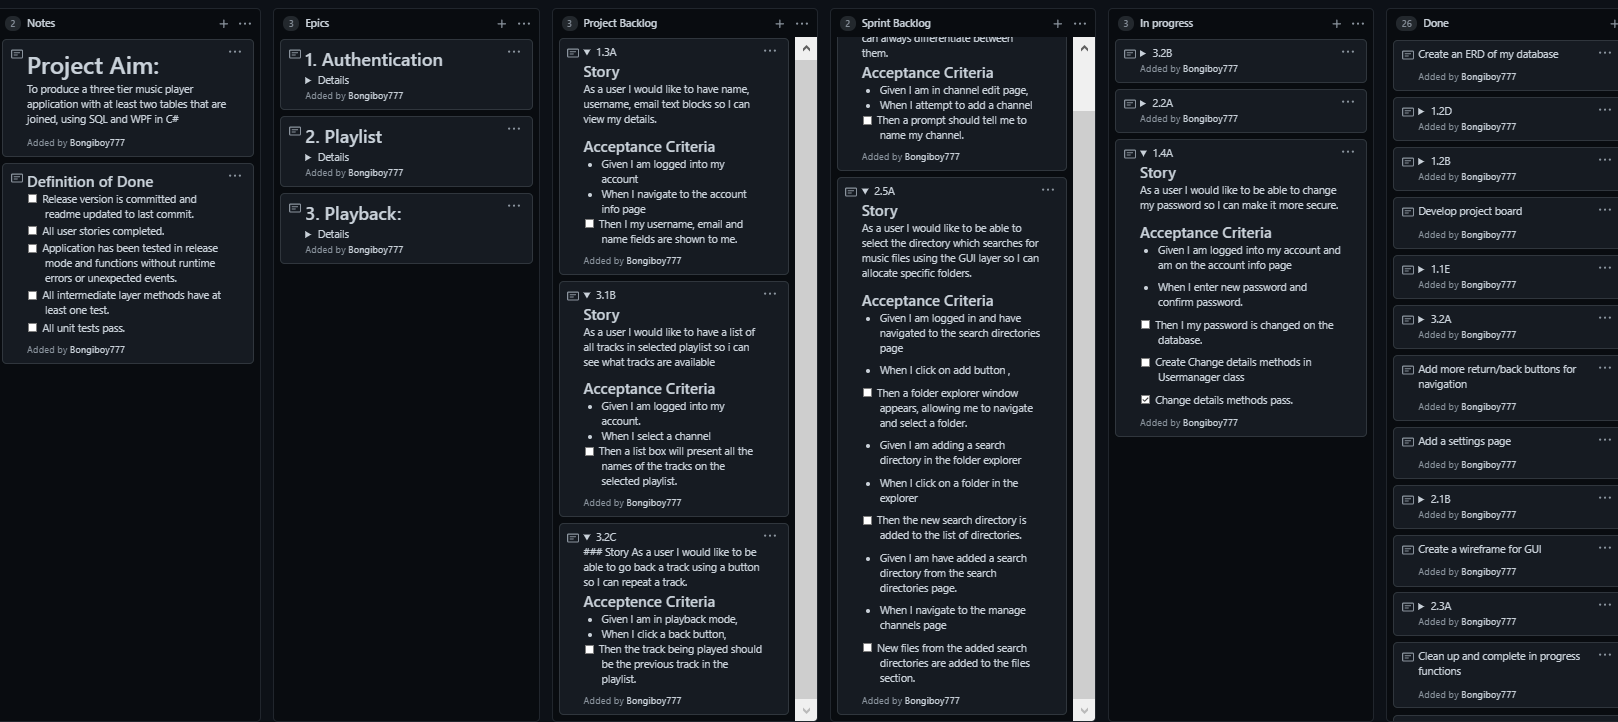 2 Notes
Project Aim:
To produce a three tier music player
application with at least two tables that are
joined, using SQL and WPF in C#
Added by Bongiboy777
Definition of Done
Release version is committed and
readme updated to last commit.
All user stories completed.
Application has been tested in release
mode and functions without runtime
errors or unexpected events.
All intermediate layer methods have at
least one test.
All unit tests pass.
Added by Bongiboy777
3 Epics
1. Authentication
Details
Added by Bongiboy777
2. Playlist
Details
Added by Bongiboy777
3. Playback:
Details
Added by Bongiboy777
3 Project Backlog
1.3A
Story
As a user I would like to have name,
username, email text blocks so I can
view my details.
Acceptance Criteria
Given I am logged into my
account
When I navigate to the account
info page
Then I my username, email and
name fields are shown to me.
Added by Bongiboy777
3.1B
Story
As a user I would like to have a list of
all tracks in selected playlist so i can
see what tracks are available
Acceptance Criteria
Given I am logged into my
account.
When I select a channel
Then a list box will present all the
names of the tracks on the
selected playlist.
Added by Bongiboy777
3.2C
### Story As a user I would like to be
able to go back a track using a button
so I can repeat a track.
Acceptence Criteria
Given I am in playback mode,
When I click a back button,
Then the track being played should
be the previous track in the
playlist.
Added by Bongiboy777
2 Sprint Backlog
can always differentiate between
them.
Acceptance Criteria
Given I am in channel edit page,
When I attempt to add a channel
Then a prompt should tell me to
name my channel.
Added by Bongiboy777
2.5A
Story
As a user I would like to be able to
select the directory which searches for
music files using the GUI layer so I can
allocate specific folders.
Acceptance Criteria
Given I am logged in and have
navigated to the search directories
page
When I click on add button ,
Then a folder explorer window
appears, allowing me to navigate
and select a folder.
Given I am adding a search
directory in the folder explorer
When I click on a folder in the
explorer
Then the new search directory is
added to the list of directories.
Given I am have added a search
directory from the search
directories page.
When I navigate to the manage
channels page
New files from the added search
directories are added to the files
section.
Added by Bongiboy777
3 In progress
3.2B
Added by Bongiboy777
2.2A
Added by Bongiboy777
1.4A
Story
As a user I would like to be able to change
my password so I can make it more secure.
Acceptance Criteria
Given I am logged into my account and
am on the account info page
When I enter new password and
confirm password.
Then I my password is changed on the
database.
Create Change details methods in
Usermanager class
Change details methods pass.
Added by Bongiboy777
26 Done
Create an ERD of my database
Added by Bongiboy777
1.2D
Added by Bongiboy777
1.2B
Added by Bongiboy777
Develop project board
Added by Bongiboy777
1.1E
Added by Bongiboy777
3.2A
Added by Bongiboy777
Add more return/back buttons for
navigation
Added by Bongiboy777
Add a settings page
Added by Bongiboy777
2.1B
Added by Bongiboy777
Create a wireframe for GUI
Added by Bongiboy777
2.3A
Added by Bongiboy777
Clean up and complete in progress
functions
Added by Bongiboy777